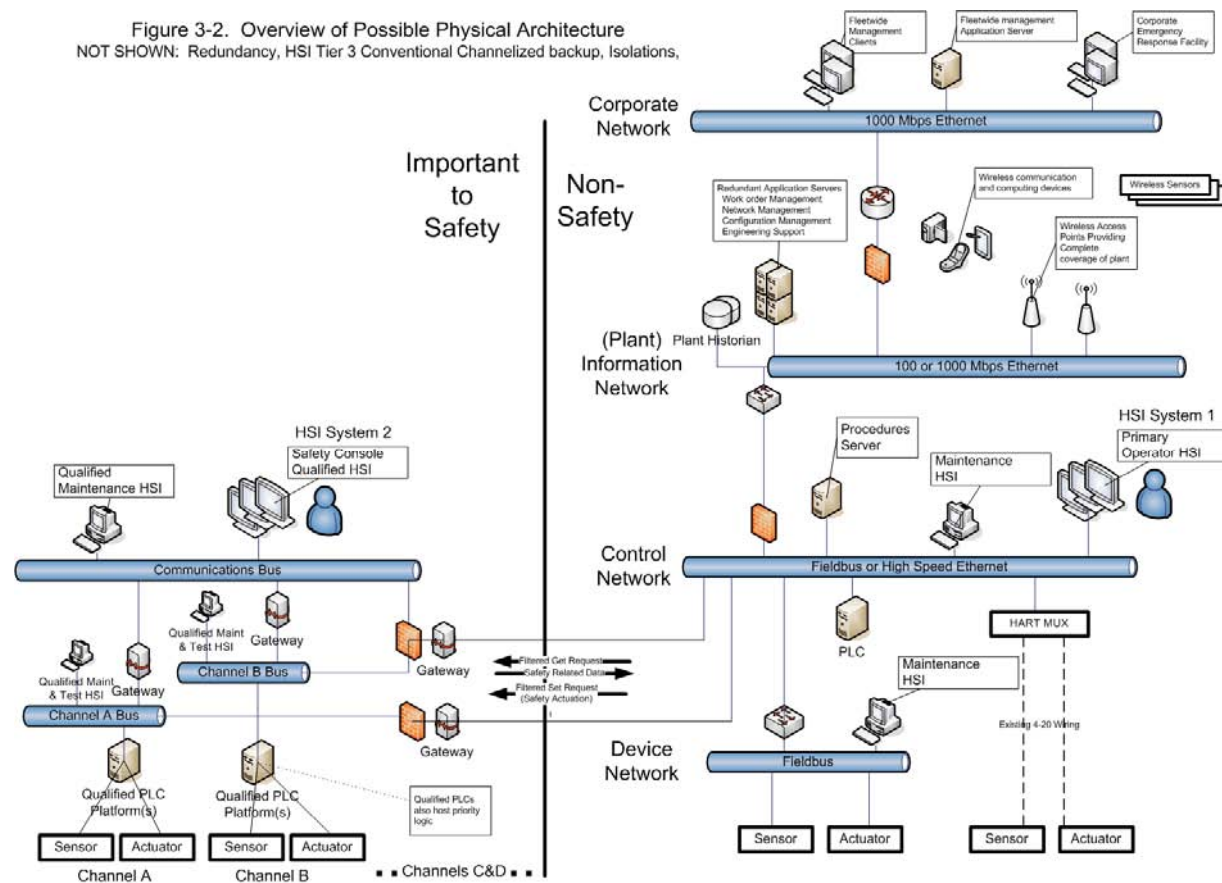 Figure 3-2. Overview of Possible Physical Architecture
NOT SHOWN: Redundancy, HSI Tier 3 Conventional Channelized backup, Isolations,
Fleetwide
Management
Clients
Fleetwide management
Application Server
Corporate
Emergency
Response Facility
Corporate
Network
1000 Mbps Ethernet
Important
to
Safety
Non-
Safety
Redundant Application Servers
Work order Management
Network Management
Configuration Management
Engineering Support
Wireless communication
and computing devices
Wireless Sensors
Wireless Access
Points Providing
Complete
coverage of plant
Plant Historian
(Plant)
Information
Network
100 or 1000 Mbps Ethernet
HSI System 2
Safety Console
Qualified HSI
Qualified
Maintenance HSI
Procedures
Server
Maintenance
HSI
HSI System 1
Primary
Operator HSI
Communications Bus
Control
Network
Fieldbus or High Speed Ethernet
Qualified Maint
& Test HSI
Gateway
Gateway
Qualified Maint
& Test HSI
Gateway
Channel B Bus
Channel A Bus
Filtered Get Request
Safety Related Data
Filtered Set Request
(Safety Actuation)
Gateway
PLC
HART MUX
Maintenance
HSI
Existing 4-20 Wiring
Device
Network
Fieldbus
Qualified PLC
Platform(s)
Qualified PLC
Platform(s)
Qualified PLCs
also host priority
logic
Sensor
Actuator
Sensor
Actuator
Sensor
Actuator
Sensor
Actuator
Channel A
Channel B
Channels C&D